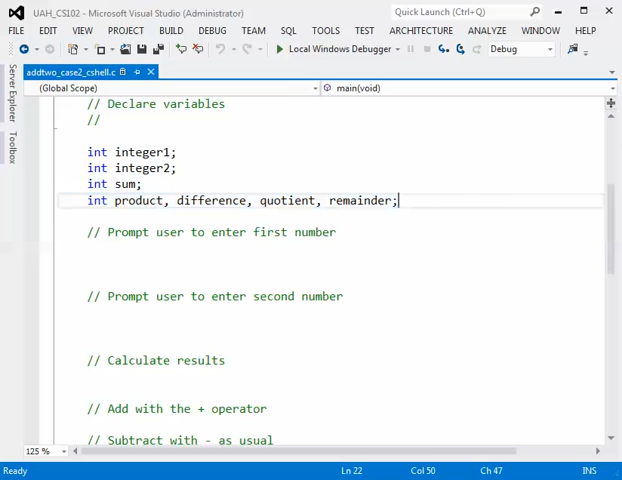 UAH_CS102 - Microsoft Visual Studio (Administrator)
Quick Launch (Ctrl+Q)
FILE EDIT VIEW PROJECT BUILD DEBUG TEAM SQL TOOLS TEST ARCHITECTURE ANALYZE WINDOW HELP
Local Windows Debugger Debug
Server Explorer
Toolbox
addtwo_case2_cshell.c
(Global Scope) main(void)
// Declare variables
//
int integer1;
int integer2;
int sum;
int product, difference, quotient, remainder;
// Prompt user to enter first number
// Prompt user to enter second number
// Calculate results
// Add with the + operator
// Subtract with - as usual
125 %
Ready Ln 22 Col 50 Ch 47 INS